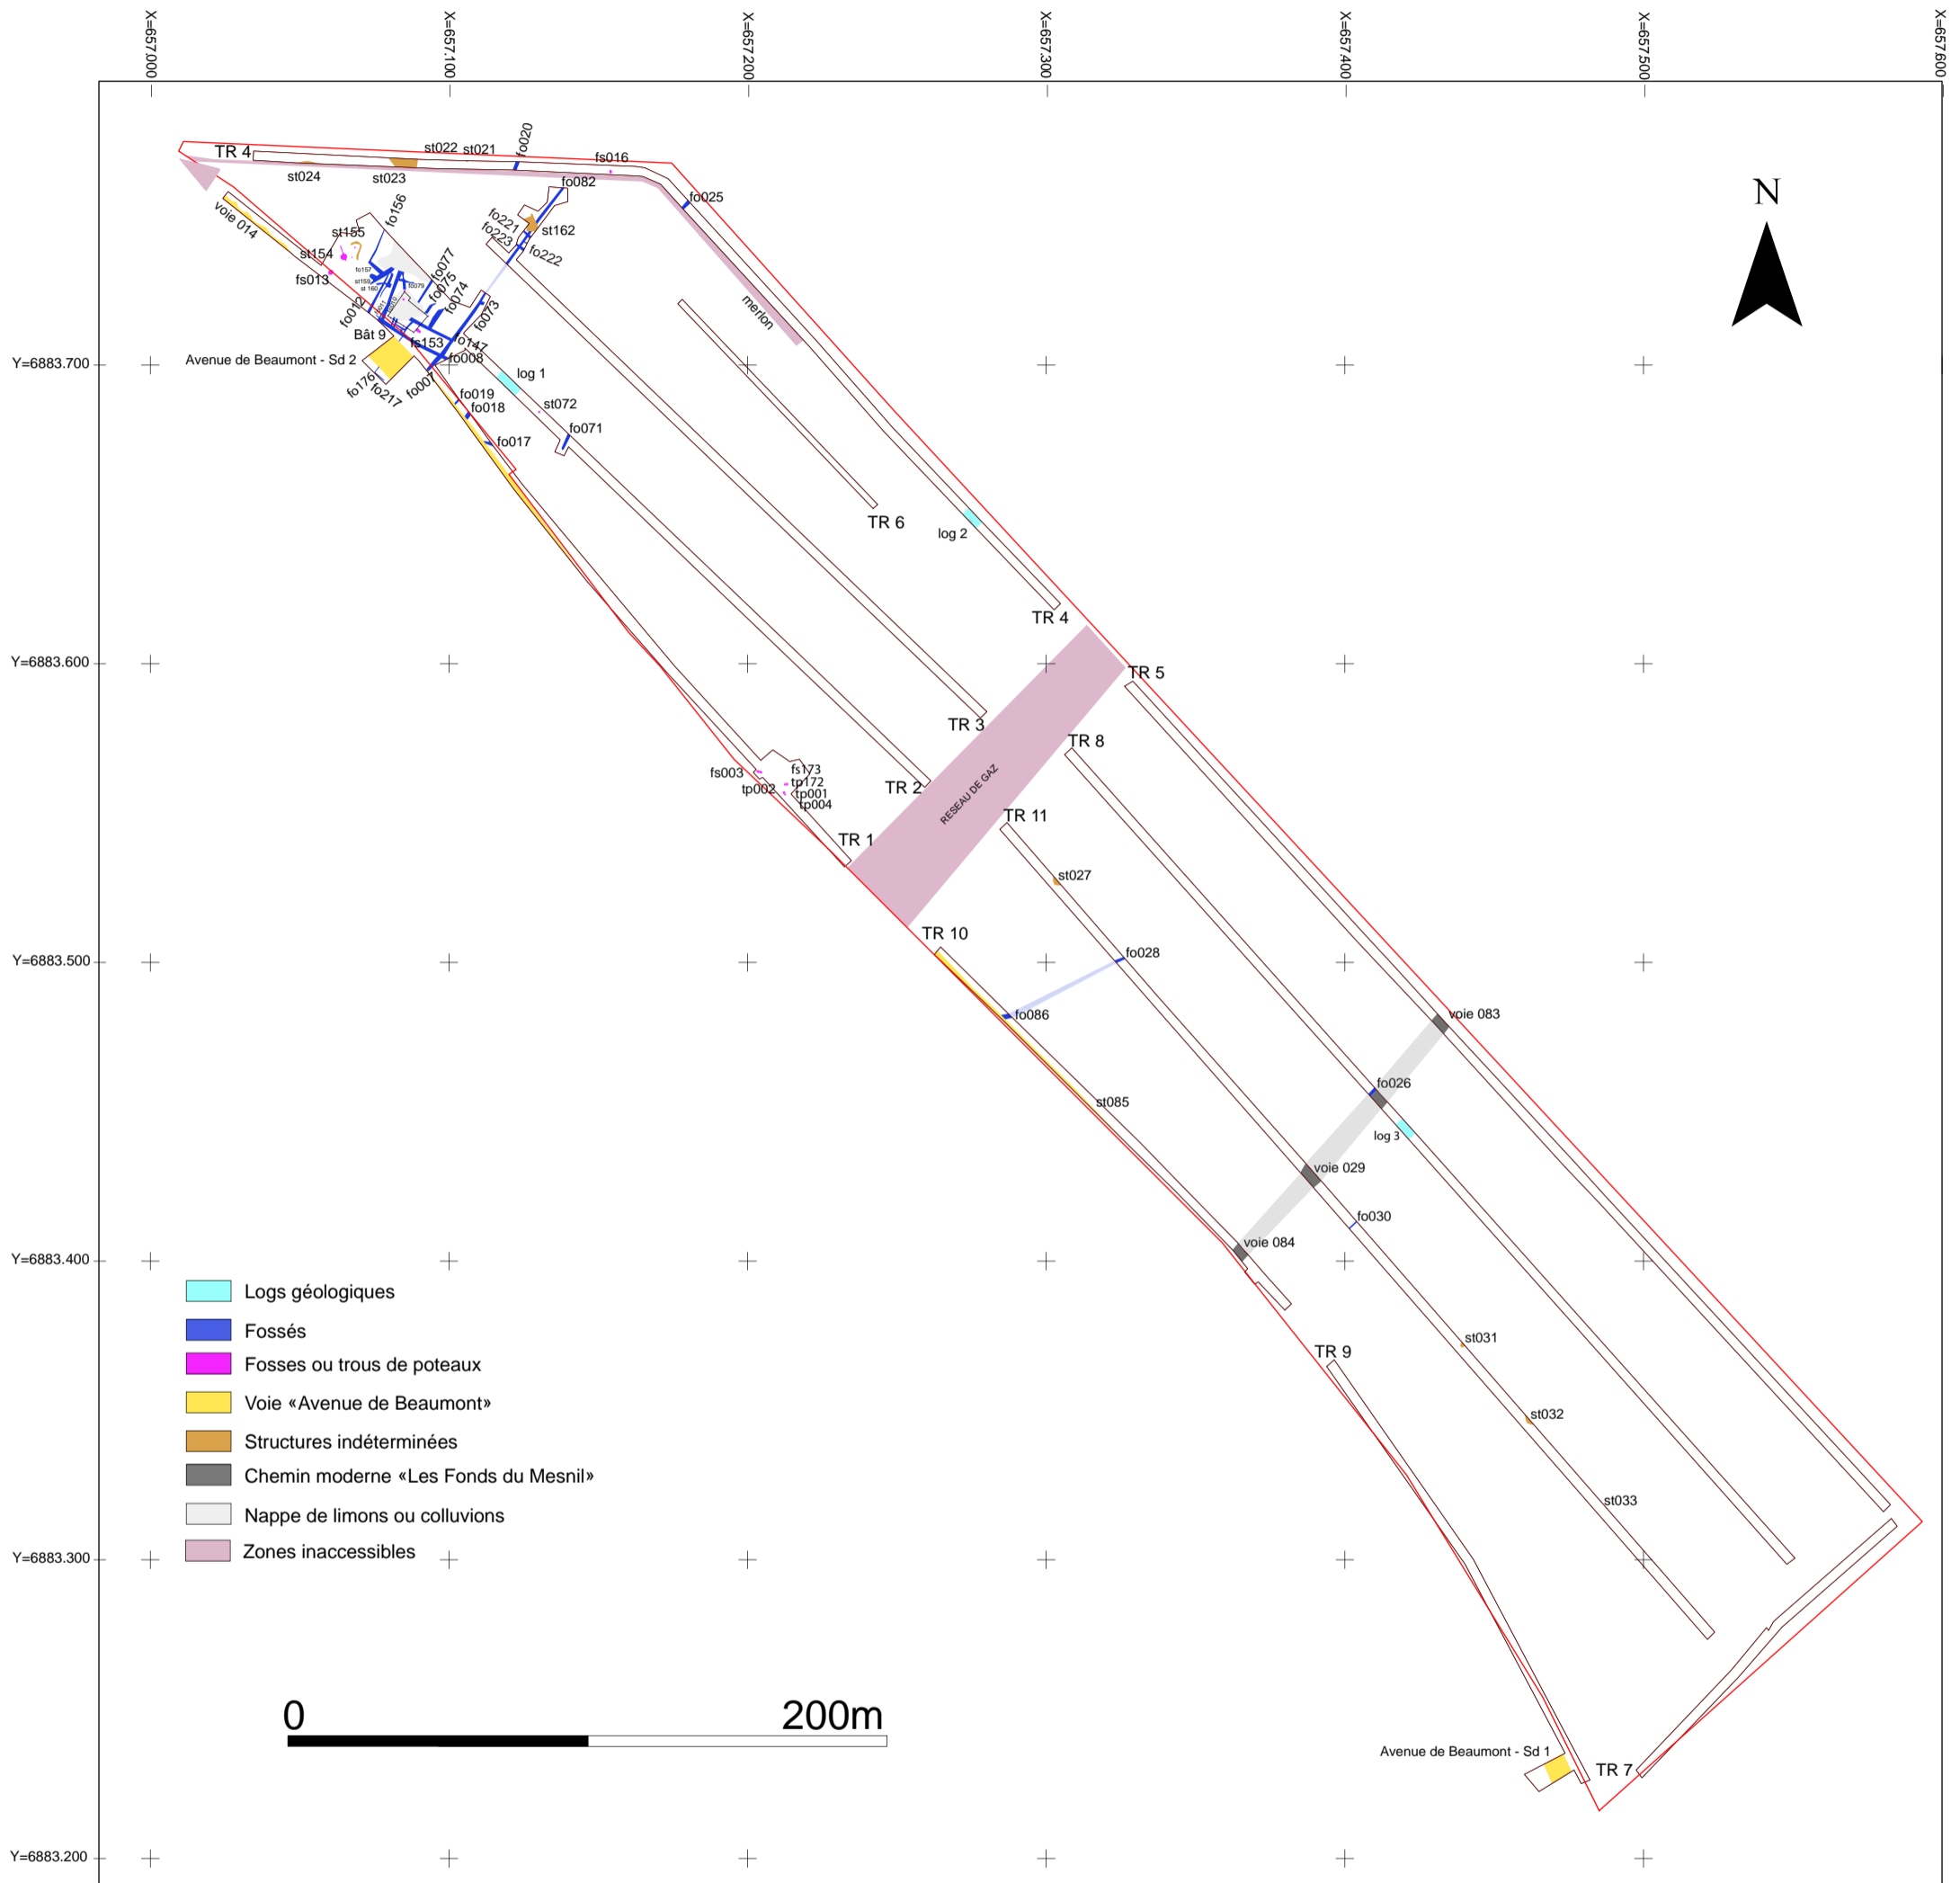 X=657.000
X=657.100
X=657.200
X=657.300
X=657.400
X=657.500
X=657.600
N
TR 4
st022
st021
fo020
fs016
st024
st023
fo082
fo025
voie 014
fo156
st155
fo221
fo223
st162
fo222
st154
fs013
fo157
st159
st 160
fo079
fo077
fo075
fo074
fo073
fo012
merlon
Bât 9
fs153
fo147
Y=6883.700
Avenue de Beaumont - Sd 2
fo008
fo176
fo217
fo007
log 1
fo019
fo018
st072
fo017
fo071
TR 6
log 2
TR 4
Y=6883.600
TR 5
TR 3
TR 8
fs003
fs173
tp172
tp002
tp001
tp004
TR 2
RESEAU DE GAZ
TR 1
TR 11
st027
TR 10
Y=6883.500
fo028
fo086
voie 083
st085
fo026
log 3
voie 029
fo030
voie 084
Y=6883.400
Logs géologiques
Fossés
Fosses ou trous de poteaux
Voie «Avenue de Beaumont»
Structures indéterminées
Chemin moderne «Les Fonds du Mesnil»
Nappe de limons ou colluvions
Zones inaccessibles
st031
TR 9
st032
st033
Y=6883.300
0
200m
Avenue de Beaumont - Sd 1
TR 7
Y=6883.200